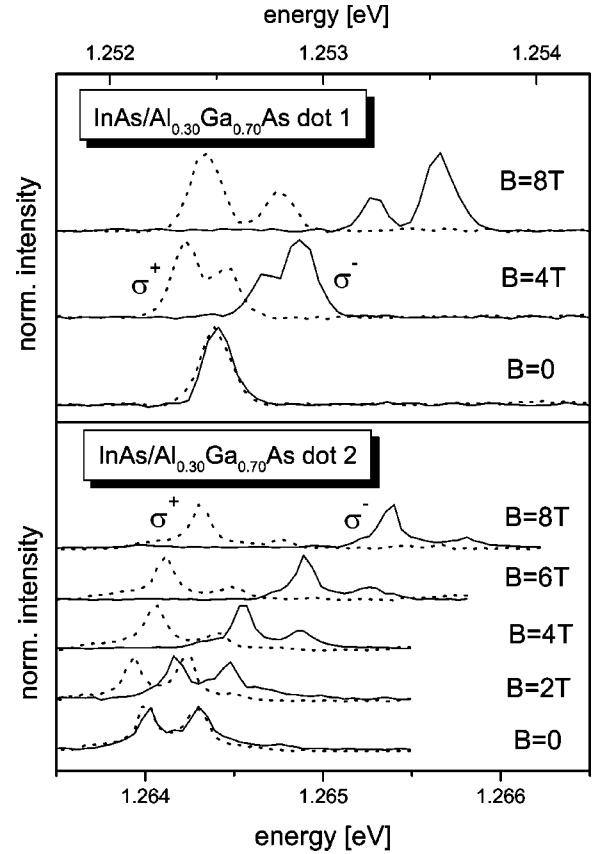 energy [eV]
1.252 1.253 1.254
InAs/Al0.30Ga0.70As dot 1
B=8T
σ+ σ- B=4T
B=0
norm. intensity
InAs/Al0.30Ga0.70As dot 2
σ+ σ- B=8T
B=6T
B=4T
B=2T
B=0
norm. intensity
1.264 1.265 1.266
energy [eV]